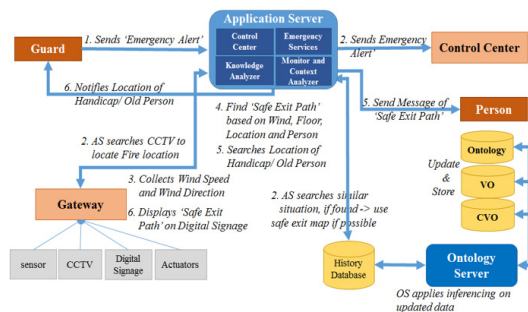 Application Server
Guard
1. Sends 'Emergency Alert'
Control
Center
Emergency
Services
Knowledge
Analyzer
Monitor and
Context
Analyzer
2. Sends Emergency
Alert'
Control Center
6. Notifies Location of
Handicap/ Old Person
4. Find 'Safe Exit Path'
based on Wind, Floor,
Location and Person
5. Searches Location of
Handicap/ Old Person
5. Send Message of
'Safe Exit Path'
Person
2. AS searches CCTV to
locate Fire location
3. Collects Wind Speed
and Wind Direction
6. Displays 'Safe Exit
Path' on Digital Signage
Gateway
2. AS searches similar
situation, if found -> use
safe exit map if possible
Update
&
Store
Ontology
VO
CVO
sensor
CCTV
Digital
Signage
Actuators
History
Database
Ontology
Server
OS applies inferencing on
updated data